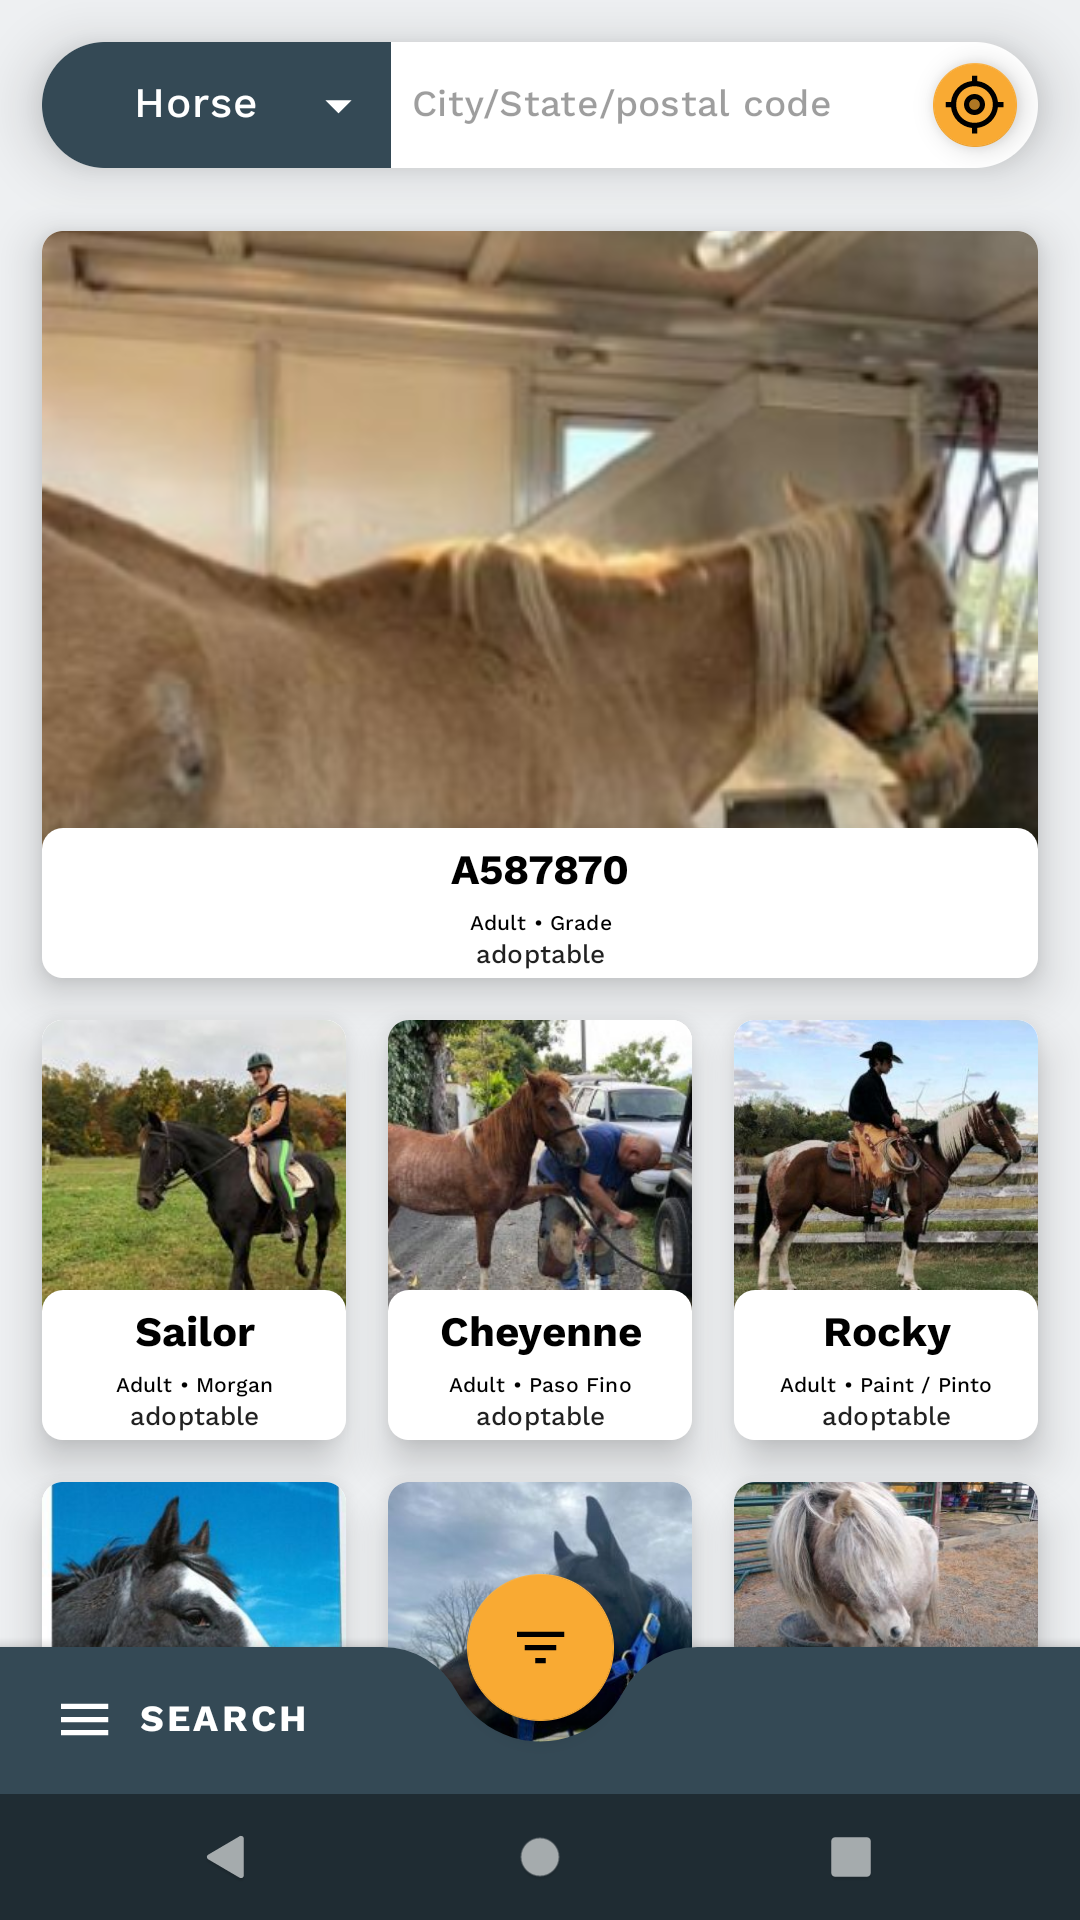 Horse
City/State/postal code
A587870
Adult • Grade
adoptable
Sailor
Adult • Morgan
adoptable
Cheyenne
Adult • Paso Fino
adoptable
Rocky
Adult • Paint / Pinto
adoptable
SEARCH